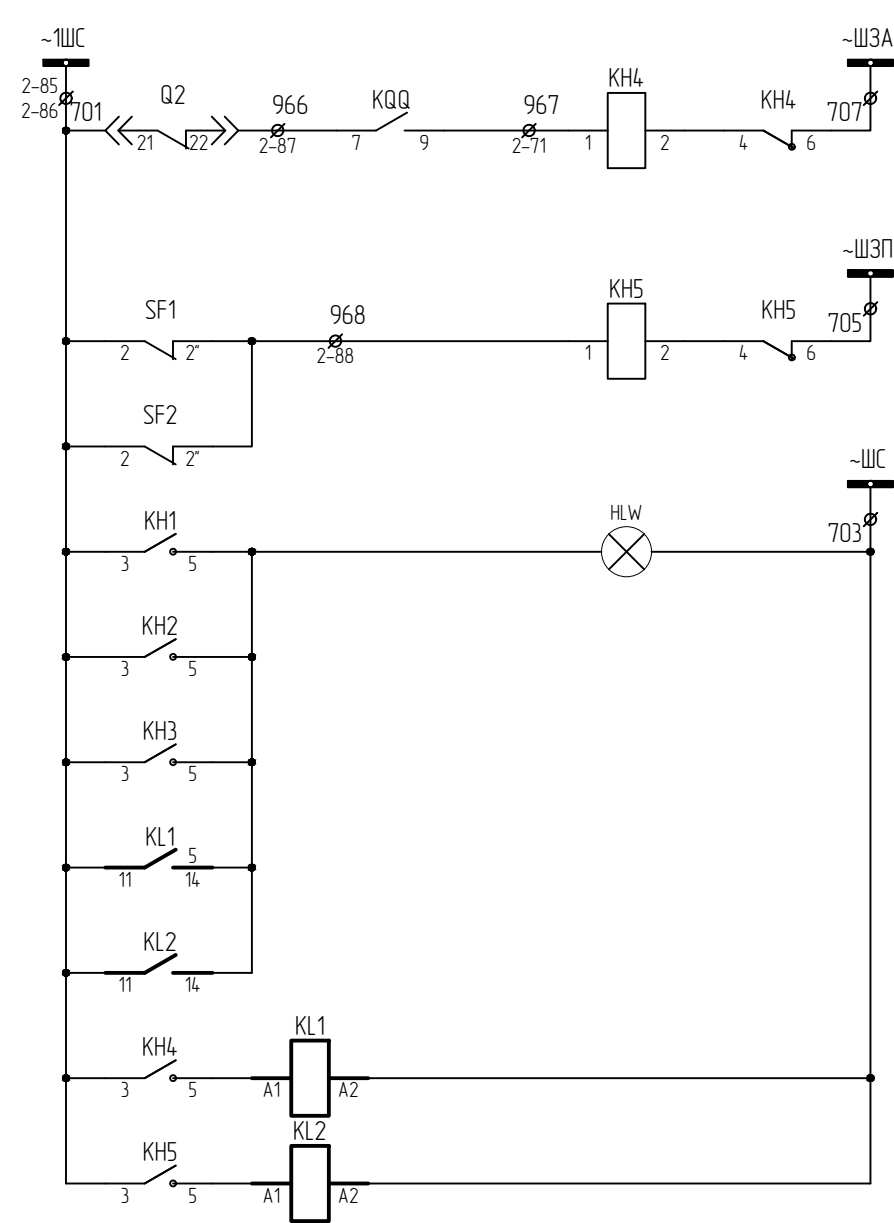 ~1ШС
~ШЗА
2-85
2-86
701
Q2
966
KQQ
967
KH4
KH4
707
21
22
2-87
7
9
2-71
1
2
4
6
~ШЗП
SF1
968
KH5
KH5
705
2
2"
2-88
1
2
4
6
SF2
2
2"
~ШС
KH1
HLW
703
3
5
KH2
3
5
KH3
3
5
KL1
5
11
14
KL2
11
14
KH4
KL1
3
5
A1
A2
KH5
KL2
3
5
A1
A2